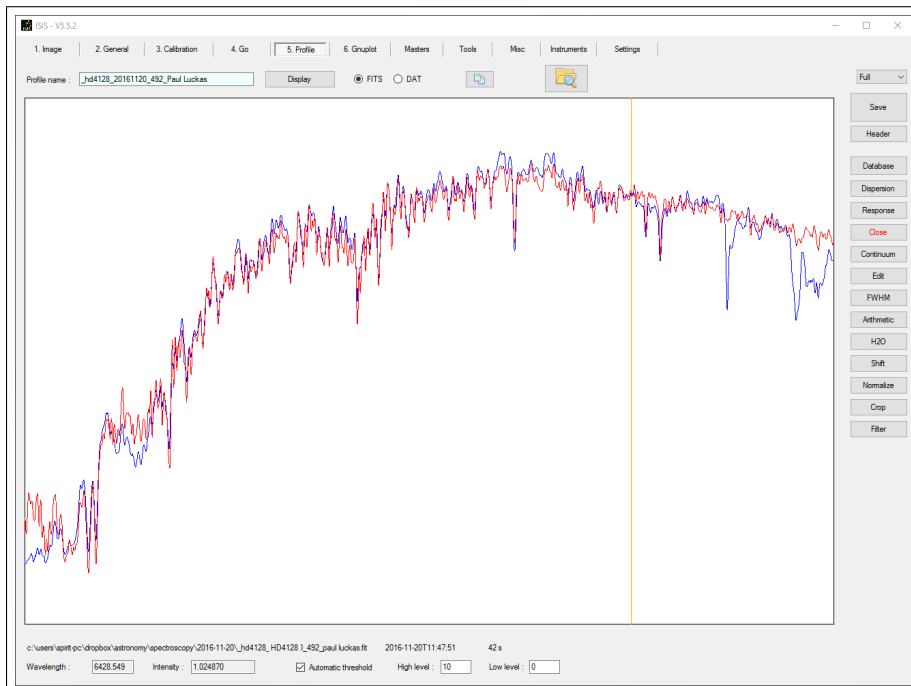 ISIS - V5.5.2
1. Image 2. General 3. Calibration 4. Go 5. Profile 6. Gnuplot Masters Tools Misc Instruments Settings
Profile name : _hd4128_20161120_492_Paul Luckas Display FITS DAT Full
Save
Header
Database
Dispersion
Response
Close
Continuum
Edit
FWHM
Arithmetic
H2O
Shift
Normalize
Crop
Filter
c:\users\spirit-pc\dropbox\astronomy\spectroscopy\2016-11-20\_hd4128_ HD4128 )_492_paul luckas.fit 2016-11-20T11:47:51 42 s
Wavelength : 6428.549 Intensity : 1.024870 Automatic threshold High level : 10 Low level : 0